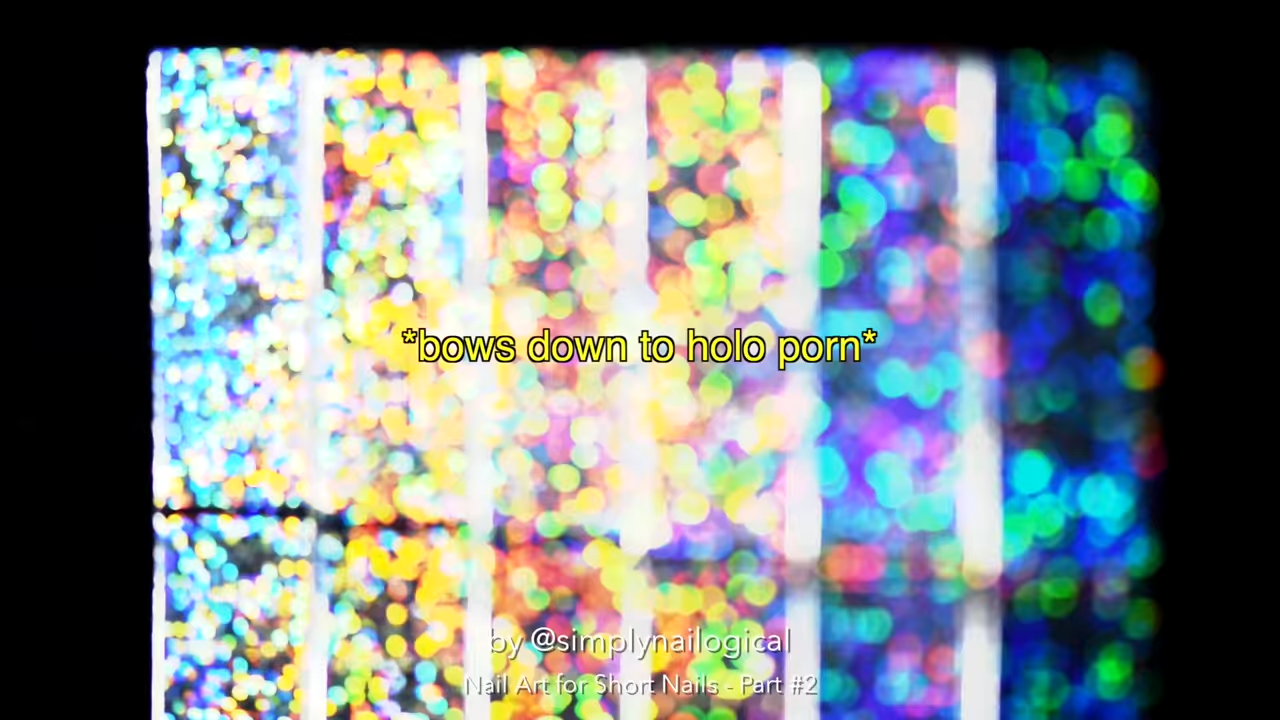 *bows down to holo porn*
by @simplynailogical
Nail Art for Short Nails - Part #2